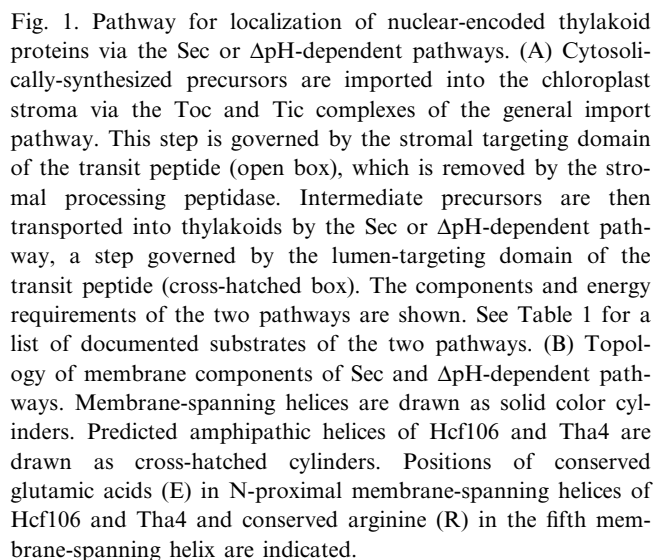 Fig. 1. Pathway for localization of nuclear-encoded thylakoid
proteins via the Sec or ΔpH-dependent pathways. (A) Cytosoli-
cally-synthesized precursors are imported into the chloroplast
stroma via the Toc and Tic complexes of the general import
pathway. This step is governed by the stromal targeting domain
of the transit peptide (open box), which is removed by the stro-
mal processing peptidase. Intermediate precursors are then
transported into thylakoids by the Sec or ΔpH-dependent path-
way, a step governed by the lumen-targeting domain of the
transit peptide (cross-hatched box). The components and energy
requirements of the two pathways are shown. See Table 1 for a
list of documented substrates of the two pathways. (B) Topol-
ogy of membrane components of Sec and ΔpH-dependent path-
ways. Membrane-spanning helices are drawn as solid color cyl-
inders. Predicted amphipathic helices of Hcf106 and Tha4 are
drawn as cross-hatched cylinders. Positions of conserved
glutamic acids (E) in N-proximal membrane-spanning helices of
Hcf106 and Tha4 and conserved arginine (R) in the fifth mem-
brane-spanning helix are indicated.